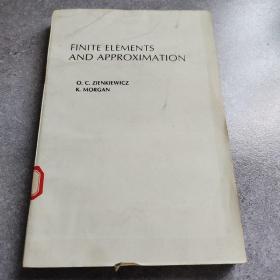 FINITE ELEMENTS
AND APPROXIMATION
O. C. ZIENKIEWICZ
K. MORGAN